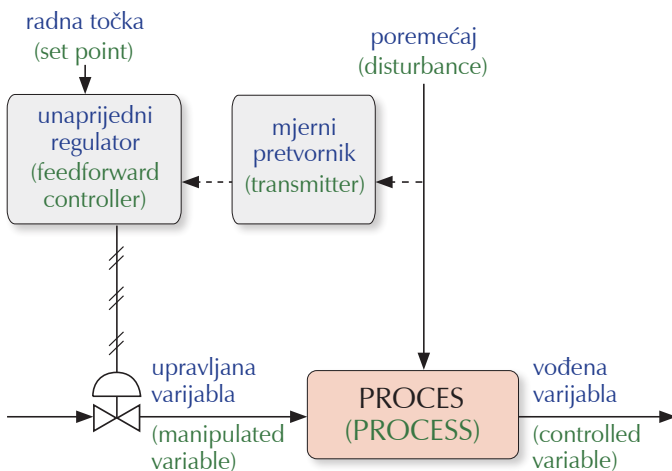 radna točka
(set point)
poremećaj
(disturbance)
unaprijedni
regulator
(feedforward
controller)
mjerni
pretvornik
(transmitter)
upravljana
varijabla
(manipulated
variable)
PROCES
(PROCESS)
vođena
varijabla
(controlled
variable)